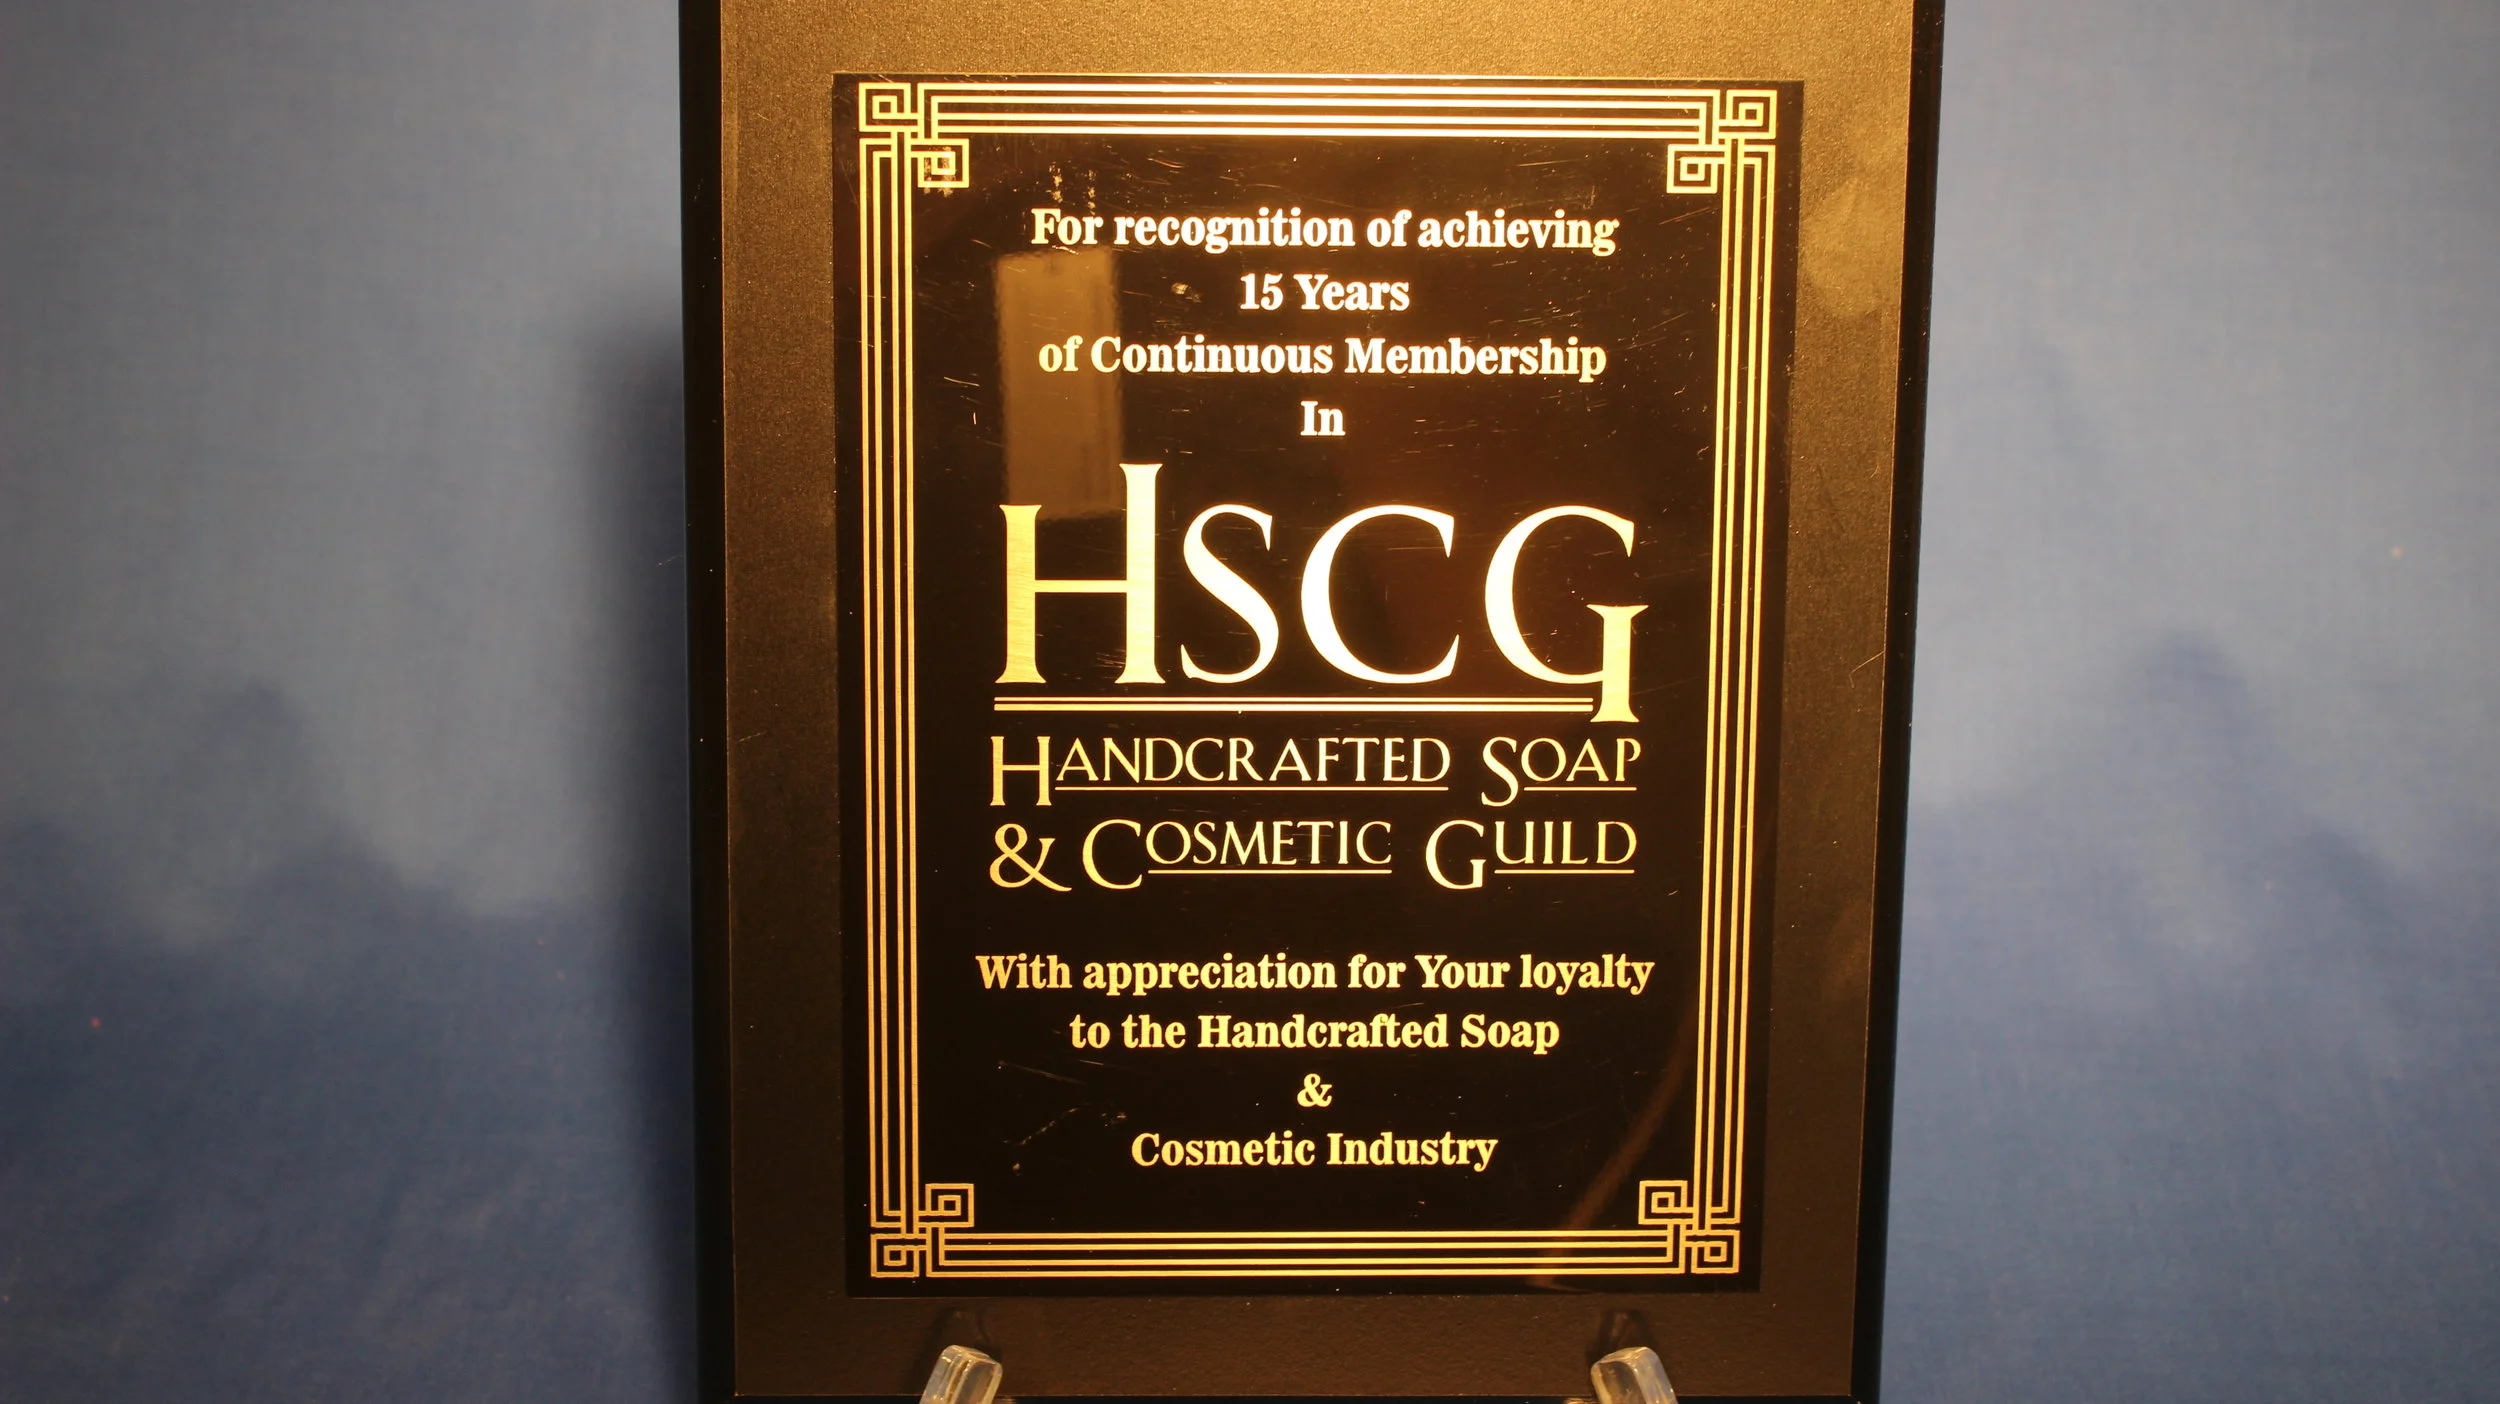 For recognition of achieving
15 Years
of Continuous Membership
In
HSCG
HANDCRAFTED SOAP
& COSMETIC GUILD
With appreciation for Your loyalty
to the Handcrafted Soap
&
Cosmetic Industry